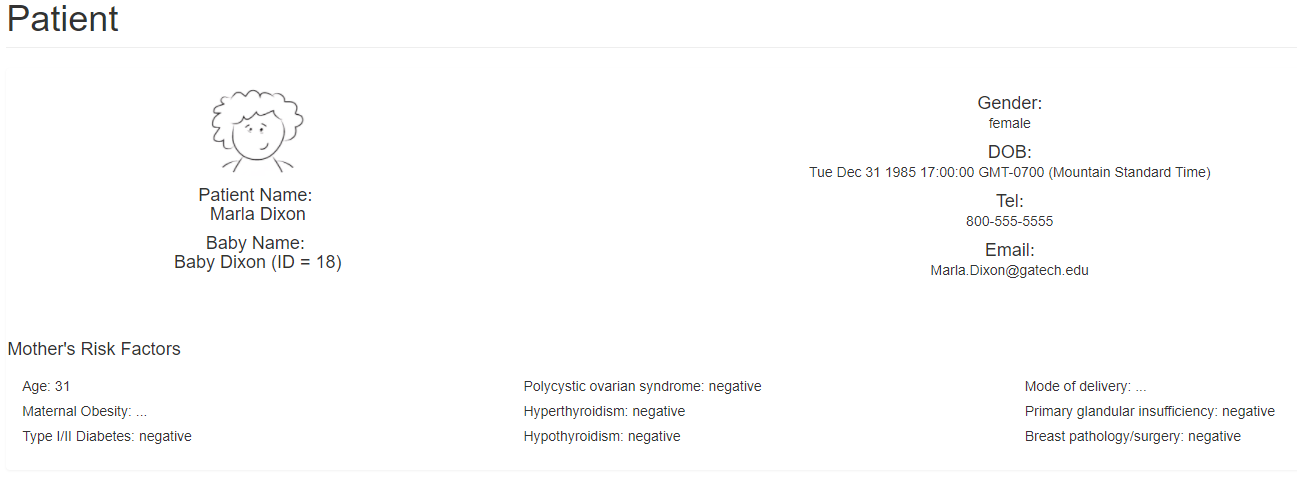 Patient
Patient Name:
Marla Dixon
Baby Name:
Baby Dixon (ID = 18)
Gender:
female
DOB:
Tue Dec 31 1985 17:00:00 GMT-0700 (Mountain Standard Time)
Tel:
800-555-5555
Email:
Marla.Dixon@gatech.edu
Mother's Risk Factors
Age: 31
Maternal Obesity: ...
Type I/II Diabetes: negative
Polycystic ovarian syndrome: negative
Hyperthyroidism: negative
Hypothyroidism: negative
Mode of delivery: ...
Primary glandular insufficiency: negative
Breast pathology/surgery: negative